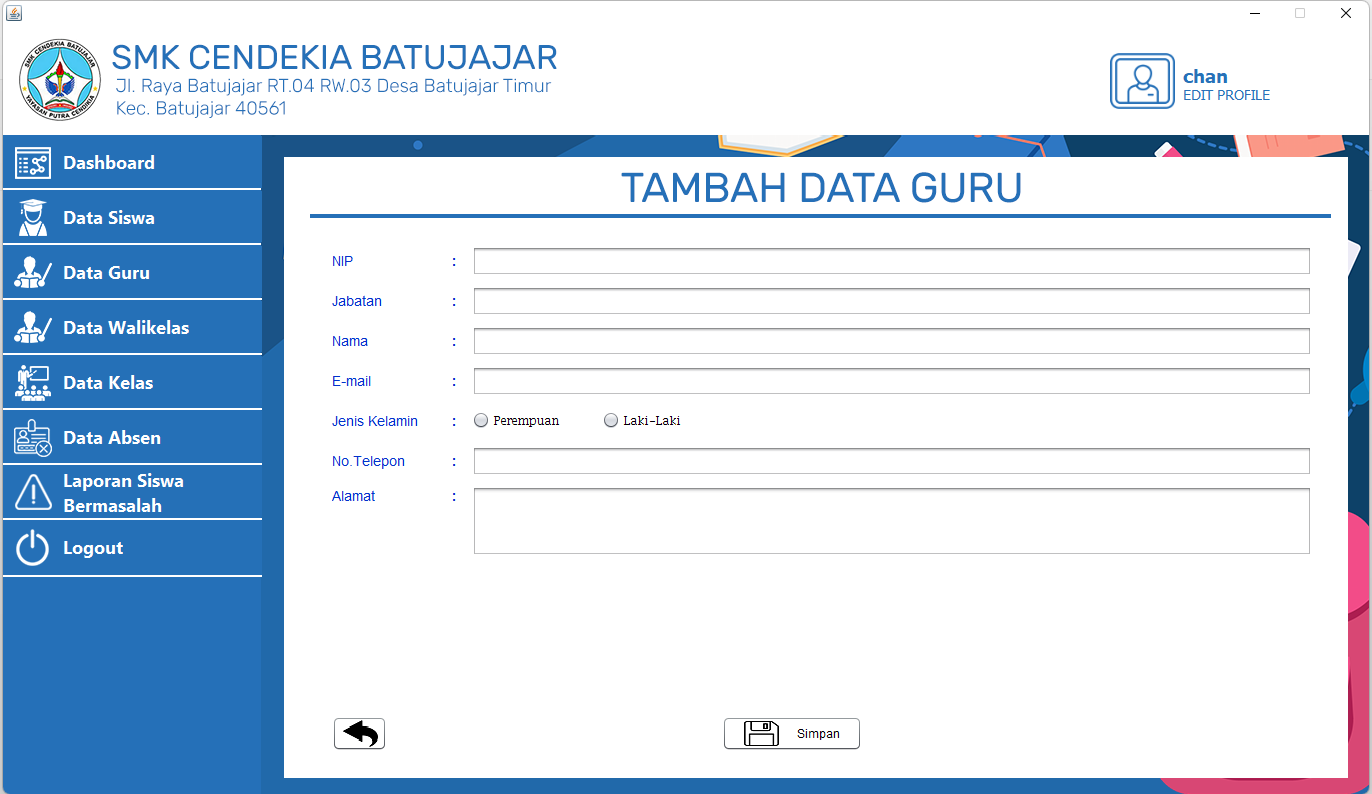 SMK CENDEKIA BATUJAJAR
YAYASAN PUTRA CENDIKIA
SMK CENDEKIA BATUJAJAR
Jl. Raya Batujajar RT.04 RW.03 Desa Batujajar Timur
Kec. Batujajar 40561
chan
EDIT PROFILE
Dashboard
Data Siswa
Data Guru
Data Walikelas
Data Kelas
Data Absen
Laporan Siswa
Bermasalah
Logout
TAMBAH DATA GURU
NIP :
Jabatan :
Nama :
E-mail :
Jenis Kelamin : Perempuan Laki-Laki
No.Telepon :
Alamat :
Simpan